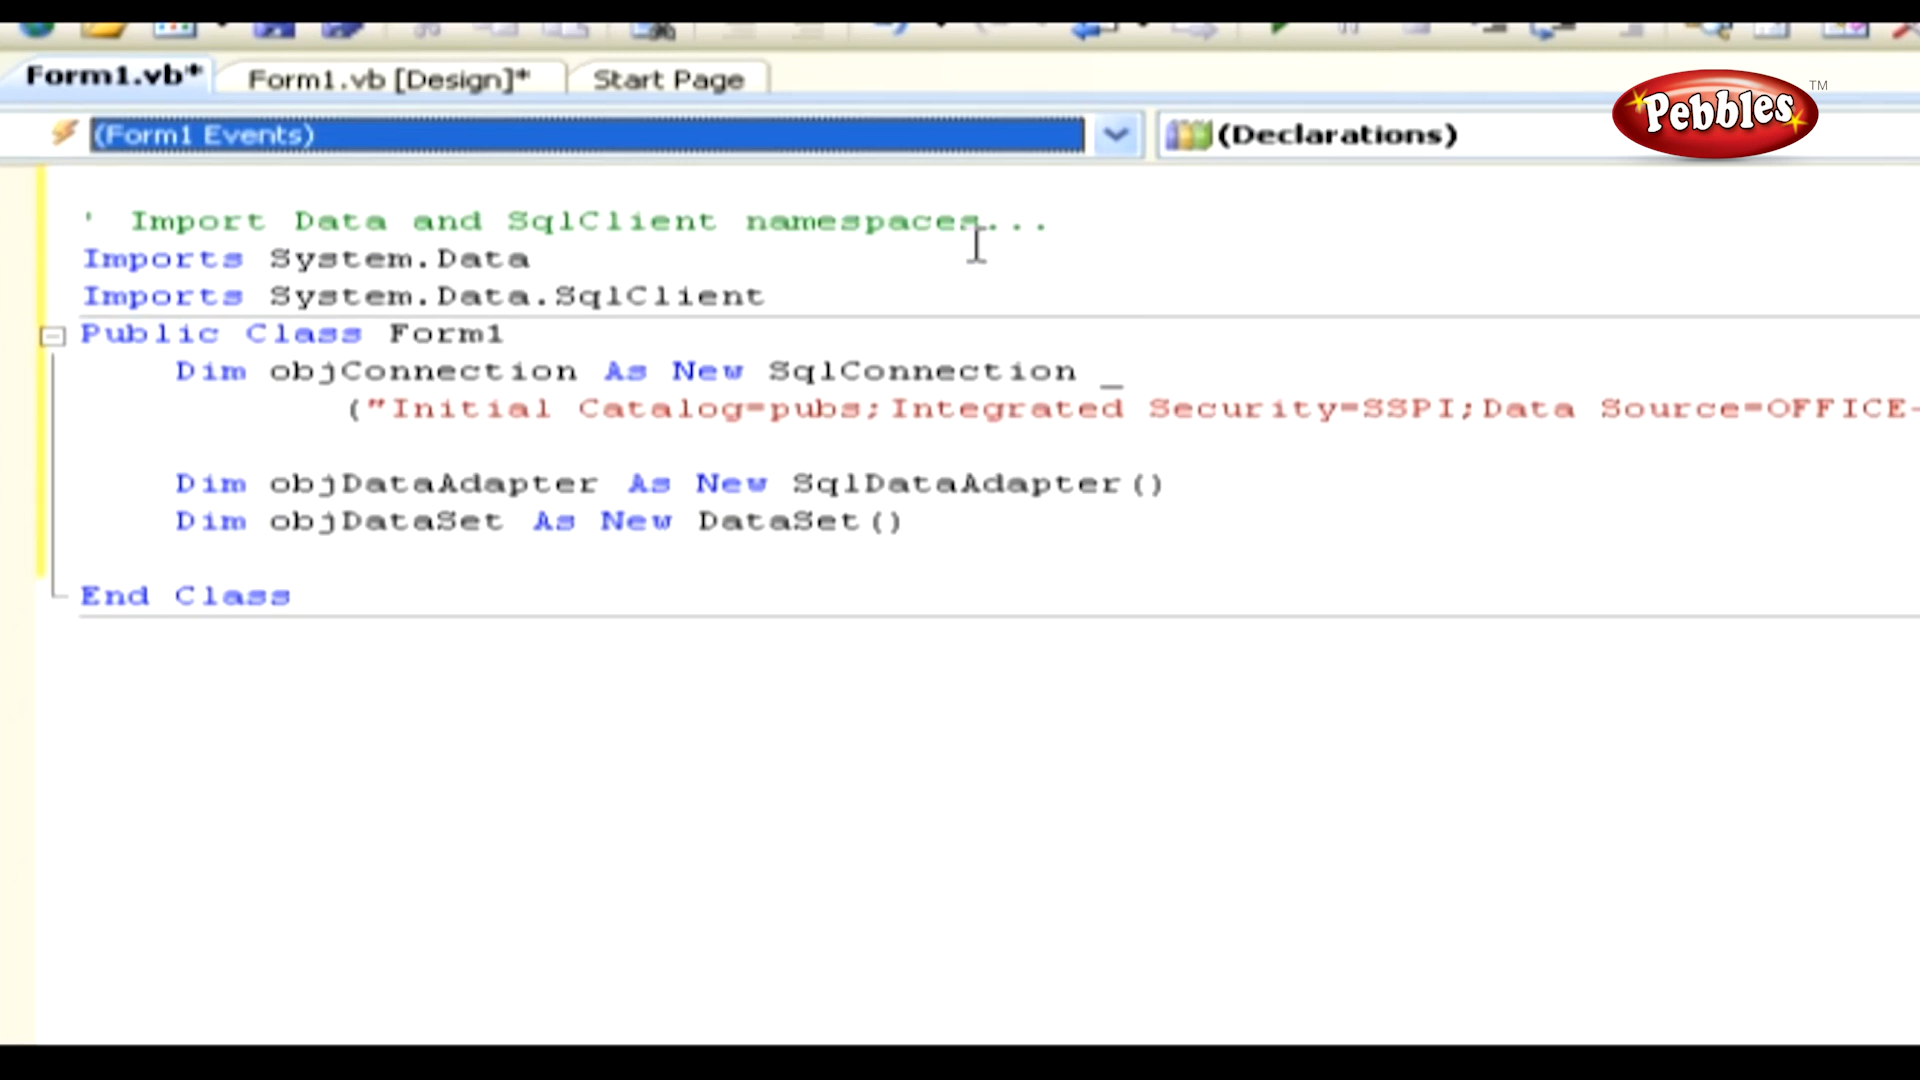 Form1.vb* Form1.vb [Design]* Start Page
Pebbles TM
(Form1 Events) (Declarations)
' Import Data and SqlClient namespaces...
Imports System.Data
Imports System.Data.SqlClient
Public Class Form1
Dim objConnection As New SqlConnection _
("Initial Catalog=pubs;Integrated Security=SSPI;Data Source=OFFICE-
Dim objDataAdapter As New SqlDataAdapter()
Dim objDataSet As New DataSet()
End Class